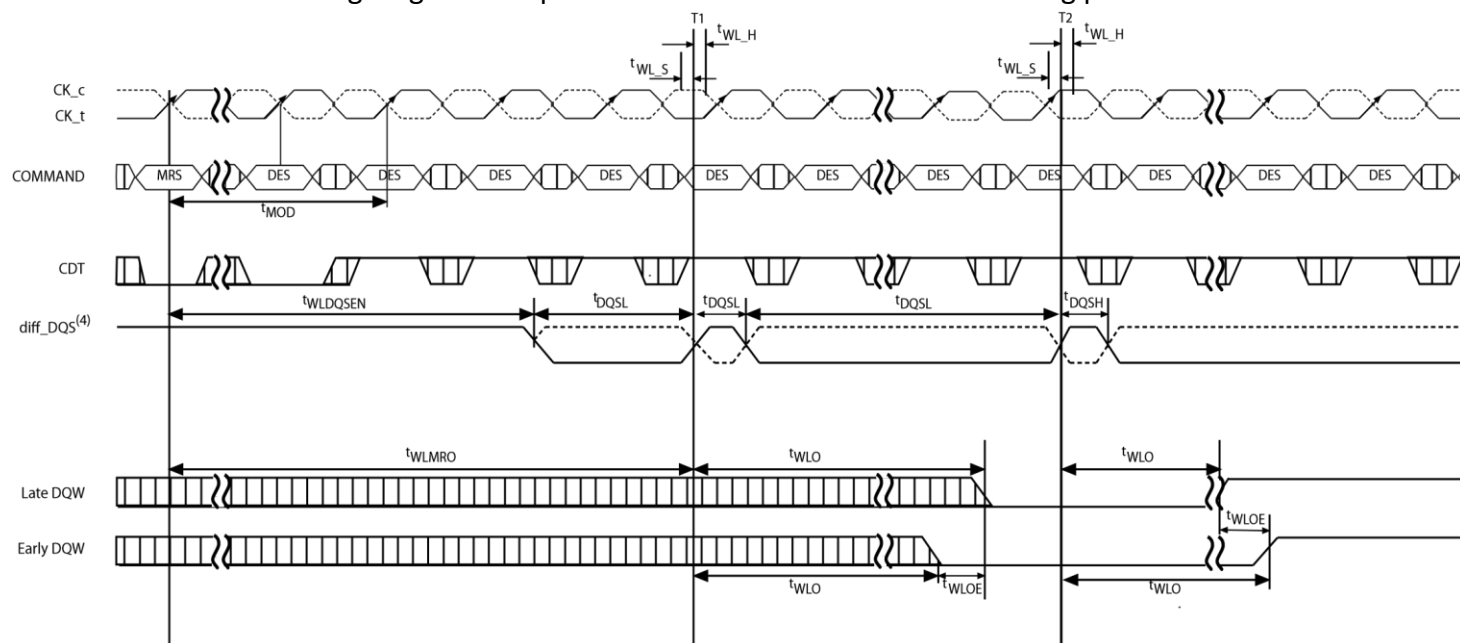 T1 T2
tWL_H tWL_H
tWL_S tWL_S
CK_c
CK_t
COMMAND MRS DES DES DES DES DES DES DES DES DES DES DES
tMOD
CDT
tWLDQSEN tDQSL tDQSL tDQSL tDQSH
diff_DQS(4)
tWLMRO tWLO tWLO
Late DQW
tWLOE
Early DQW
tWLO tWLOE tWLO